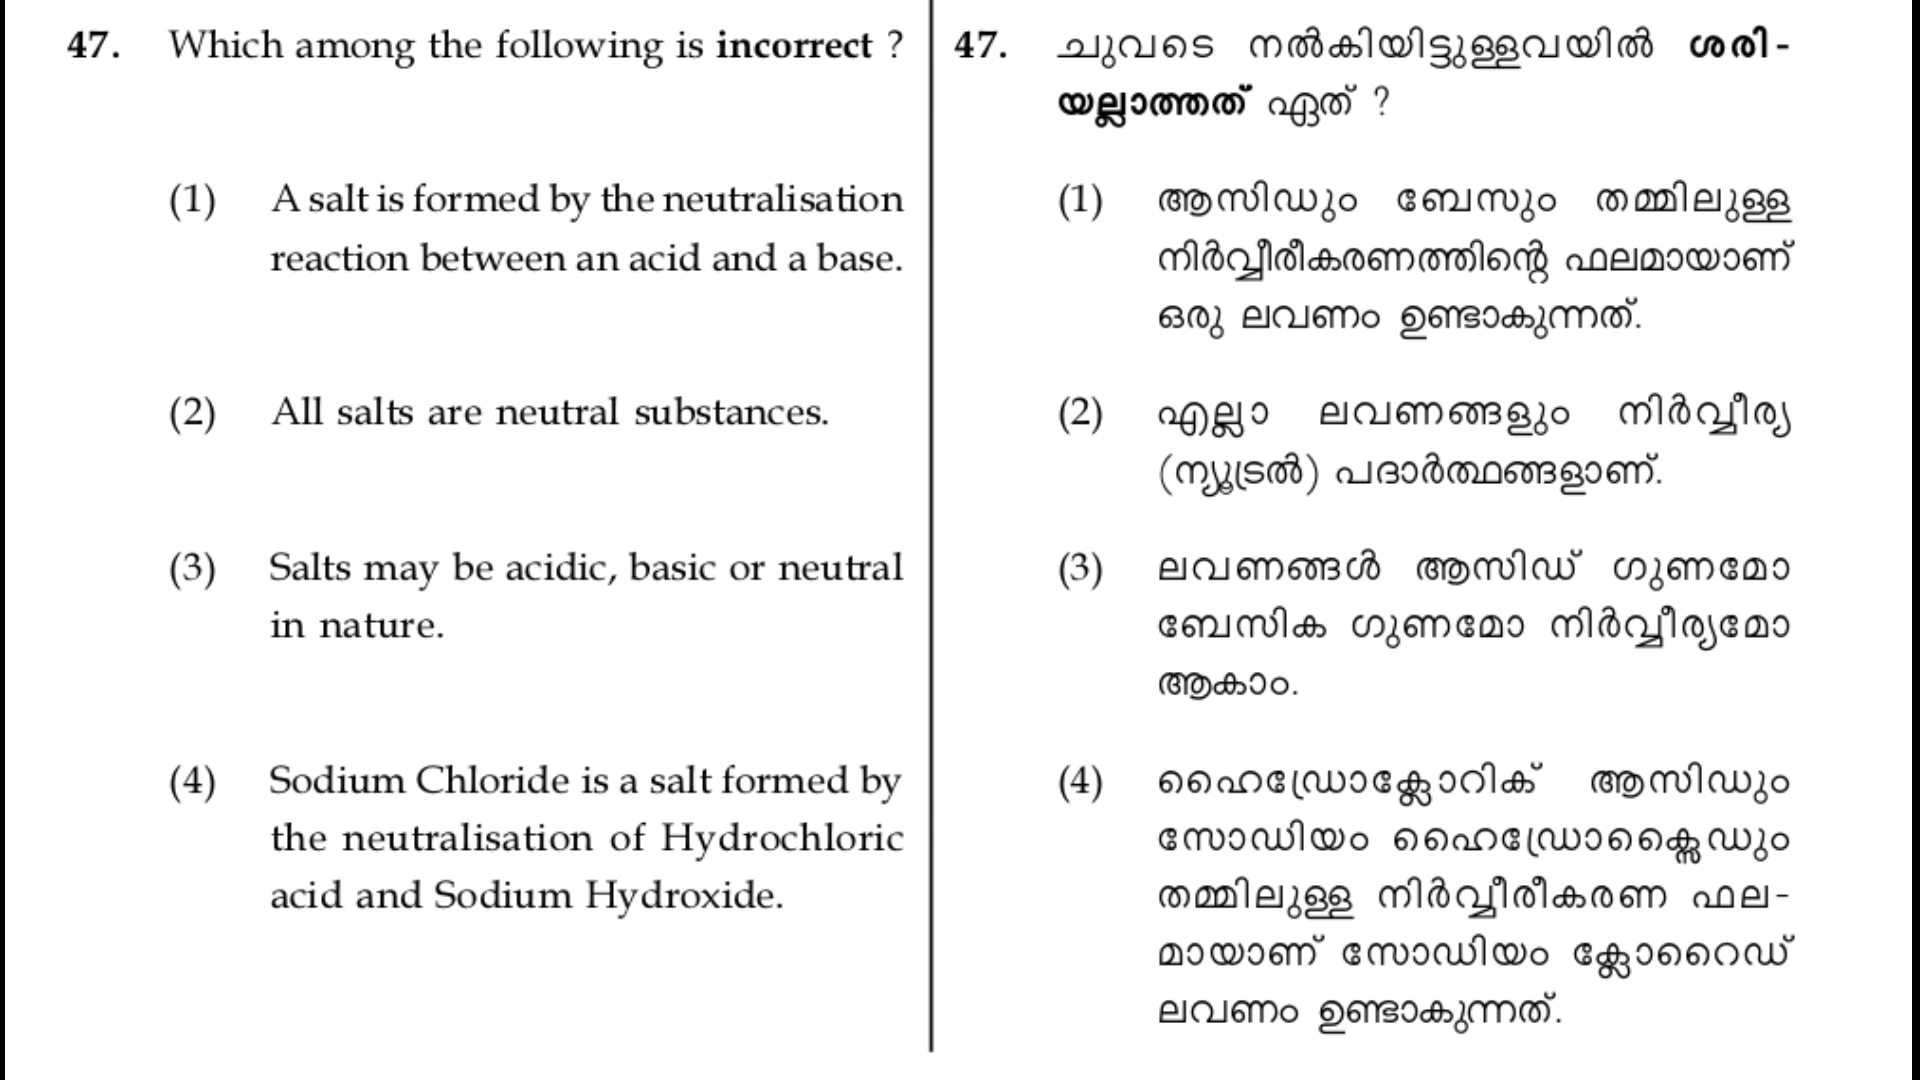 47. Which among the following is incorrect ?
(1) A salt is formed by the neutralisation
reaction between an acid and a base.
(2) All salts are neutral substances.
(3) Salts may be acidic, basic or neutral
in nature.
(4) Sodium Chloride is a salt formed by
the neutralisation of Hydrochloric
acid and Sodium Hydroxide.
47. ചുവടെ നൽകിയിട്ടുള്ളവയിൽ ശരി-
യല്ലാത്തത് ഏത് ?
(1) ആസിഡും ബേസും തമ്മിലുള്ള
നിർവ്വീരീകരണത്തിന്റെ ഫലമായാണ്
ഒരു ലവണം ഉണ്ടാകുന്നത്.
(2) എല്ലാ ലവണങ്ങളും നിർവ്വീര്യ
(ന്യൂട്രൽ) പദാർത്ഥങ്ങളാണ്.
(3) ലവണങ്ങൾ ആസിഡ് ഗുണമോ
ബേസിക ഗുണമോ നിർവ്വീര്യമോ
ആകാം.
(4) ഹൈഡ്രോക്ലോറിക് ആസിഡും
സോഡിയം ഹൈഡ്രോക്സൈഡും
തമ്മിലുള്ള നിർവ്വീരീകരണ ഫല-
മായാണ് സോഡിയം ക്ലോറൈഡ്
ലവണം ഉണ്ടാകുന്നത്.